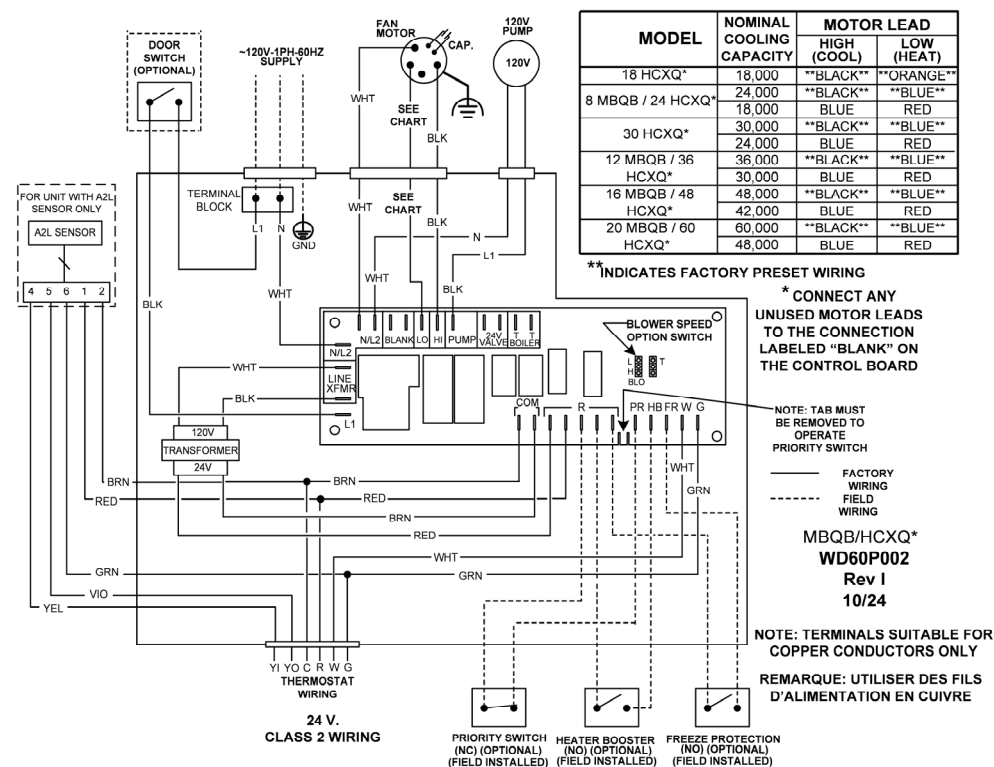 DOOR
SWITCH
(OPTIONAL)
~120V-1PH-60HZ
SUPPLY
FAN
MOTOR
CAP.
120V
PUMP
120V
WHT
SEE
CHART
BLK
MODEL
NOMINAL
COOLING
CAPACITY
MOTOR LEAD
HIGH
(COOL)
LOW
(HEAT)
18 HCXQ* 18,000 **BLACK** **ORANGE**
8 MBQB / 24 HCXQ* 24,000 **BLACK** **BLUE**
18,000 BLUE RED
30 HCXQ* 30,000 **BLACK** **BLUE**
24,000 BLUE RED
12 MBQB / 36
HCXQ*
36,000 **BLACK** **BLUE**
30,000 BLUE RED
16 MBQB / 48
HCXQ*
48,000 **BLACK** **BLUE**
42,000 BLUE RED
20 MBQB / 60
HCXQ*
60,000 **BLACK** **BLUE**
48,000 BLUE RED
**INDICATES FACTORY PRESET WIRING
* CONNECT ANY
UNUSED MOTOR LEADS
TO THE CONNECTION
LABELED “BLANK” ON
THE CONTROL BOARD
FOR UNIT WITH A2L
SENSOR ONLY
A2L SENSOR
4 5 6 1 2
TERMINAL
BLOCK
L1 N
GND
WHT
SEE
CHART
BLK
N
L1
WHT
BLK
BLK
WHT
N/L2 BLANK LO HI PUMP
24V
VALVE
T T
BOILER
BLOWER SPEED
OPTION SWITCH
L
H
BLO
T
N/L2
LINE
XFMR
L1
WHT
BLK
120V
TRANSFORMER
24V
COM
R
PR HB FR W G
NOTE: TAB MUST
BE REMOVED TO
OPERATE
PRIORITY SWITCH
FACTORY
WIRING
FIELD
WIRING
WHT
GRN
BRN
BRN
RED
RED
BRN
RED
WHT
GRN
GRN
VIO
YEL
MBQB/HCXQ*
WD60P002
Rev I
10/24
NOTE: TERMINALS SUITABLE FOR
COPPER CONDUCTORS ONLY
REMARQUE: UTILISER DES FILS
D’ALIMENTATION EN CUIVRE
YI YO C R W G
THERMOSTAT
WIRING
24 V.
CLASS 2 WIRING
PRIORITY SWITCH
(NC) (OPTIONAL)
(FIELD INSTALLED)
HEATER BOOSTER
(NO) (OPTIONAL)
(FIELD INSTALLED)
FREEZE PROTECTION
(NO) (OPTIONAL)
(FIELD INSTALLED)